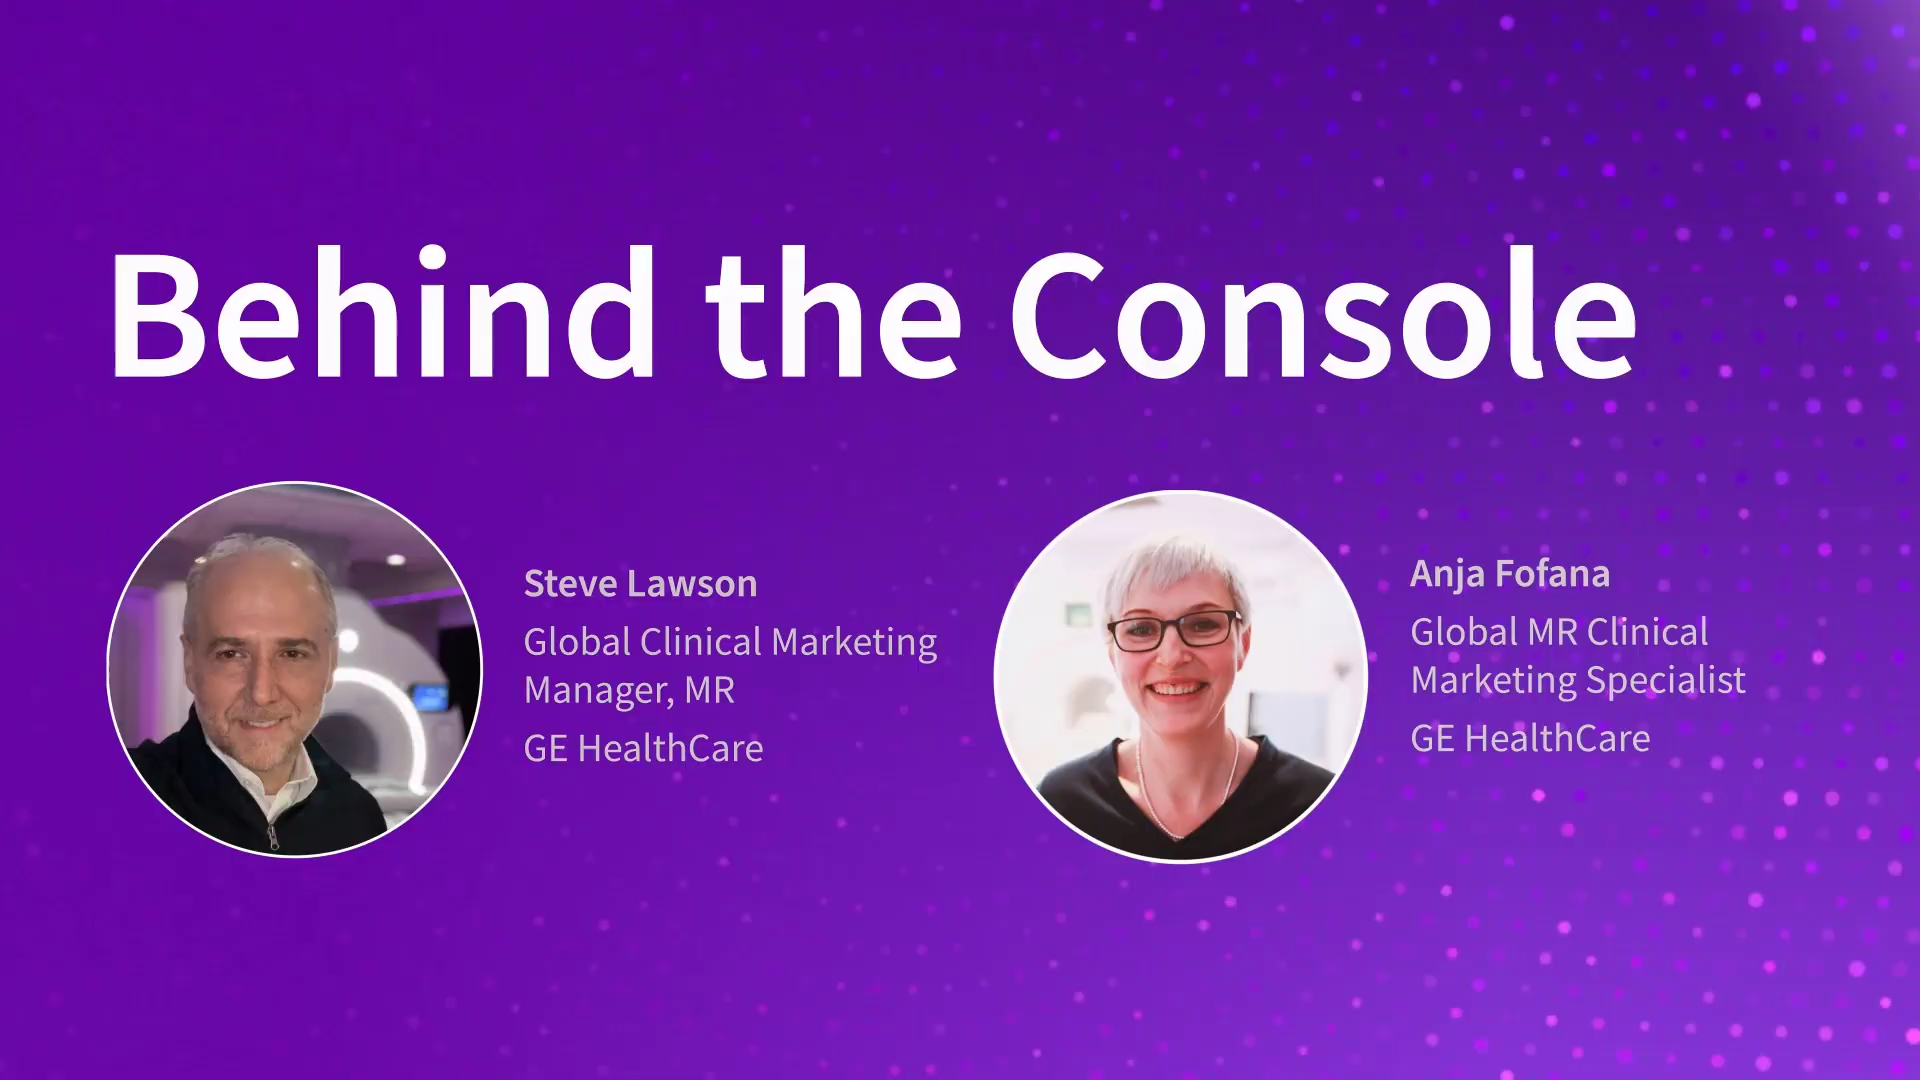 Behind the Console
Steve Lawson
Global Clinical Marketing
Manager, MR
GE HealthCare
Anja Fofana
Global MR Clinical
Marketing Specialist
GE HealthCare